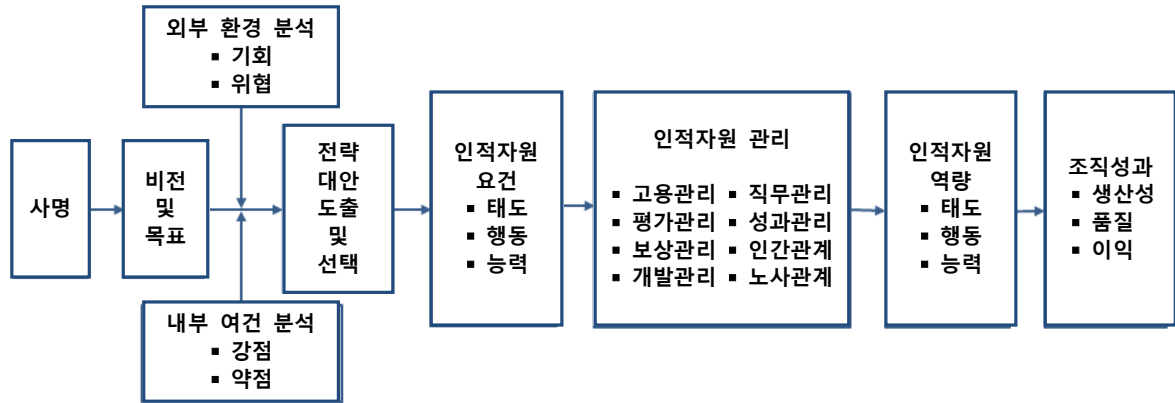 외부 환경 분석
▪ 기회
▪ 위협
사명
비전
및
목표
내부 여건 분석
▪ 강점
▪ 약점
전략
대안
도출
및
선택
인적자원
요건
▪ 태도
▪ 행동
▪ 능력
인적자원 관리
▪ 고용관리 ▪ 직무관리
▪ 평가관리 ▪ 성과관리
▪ 보상관리 ▪ 인간관계
▪ 개발관리 ▪ 노사관계
인적자원
역량
▪ 태도
▪ 행동
▪ 능력
조직성과
▪ 생산성
▪ 품질
▪ 이익